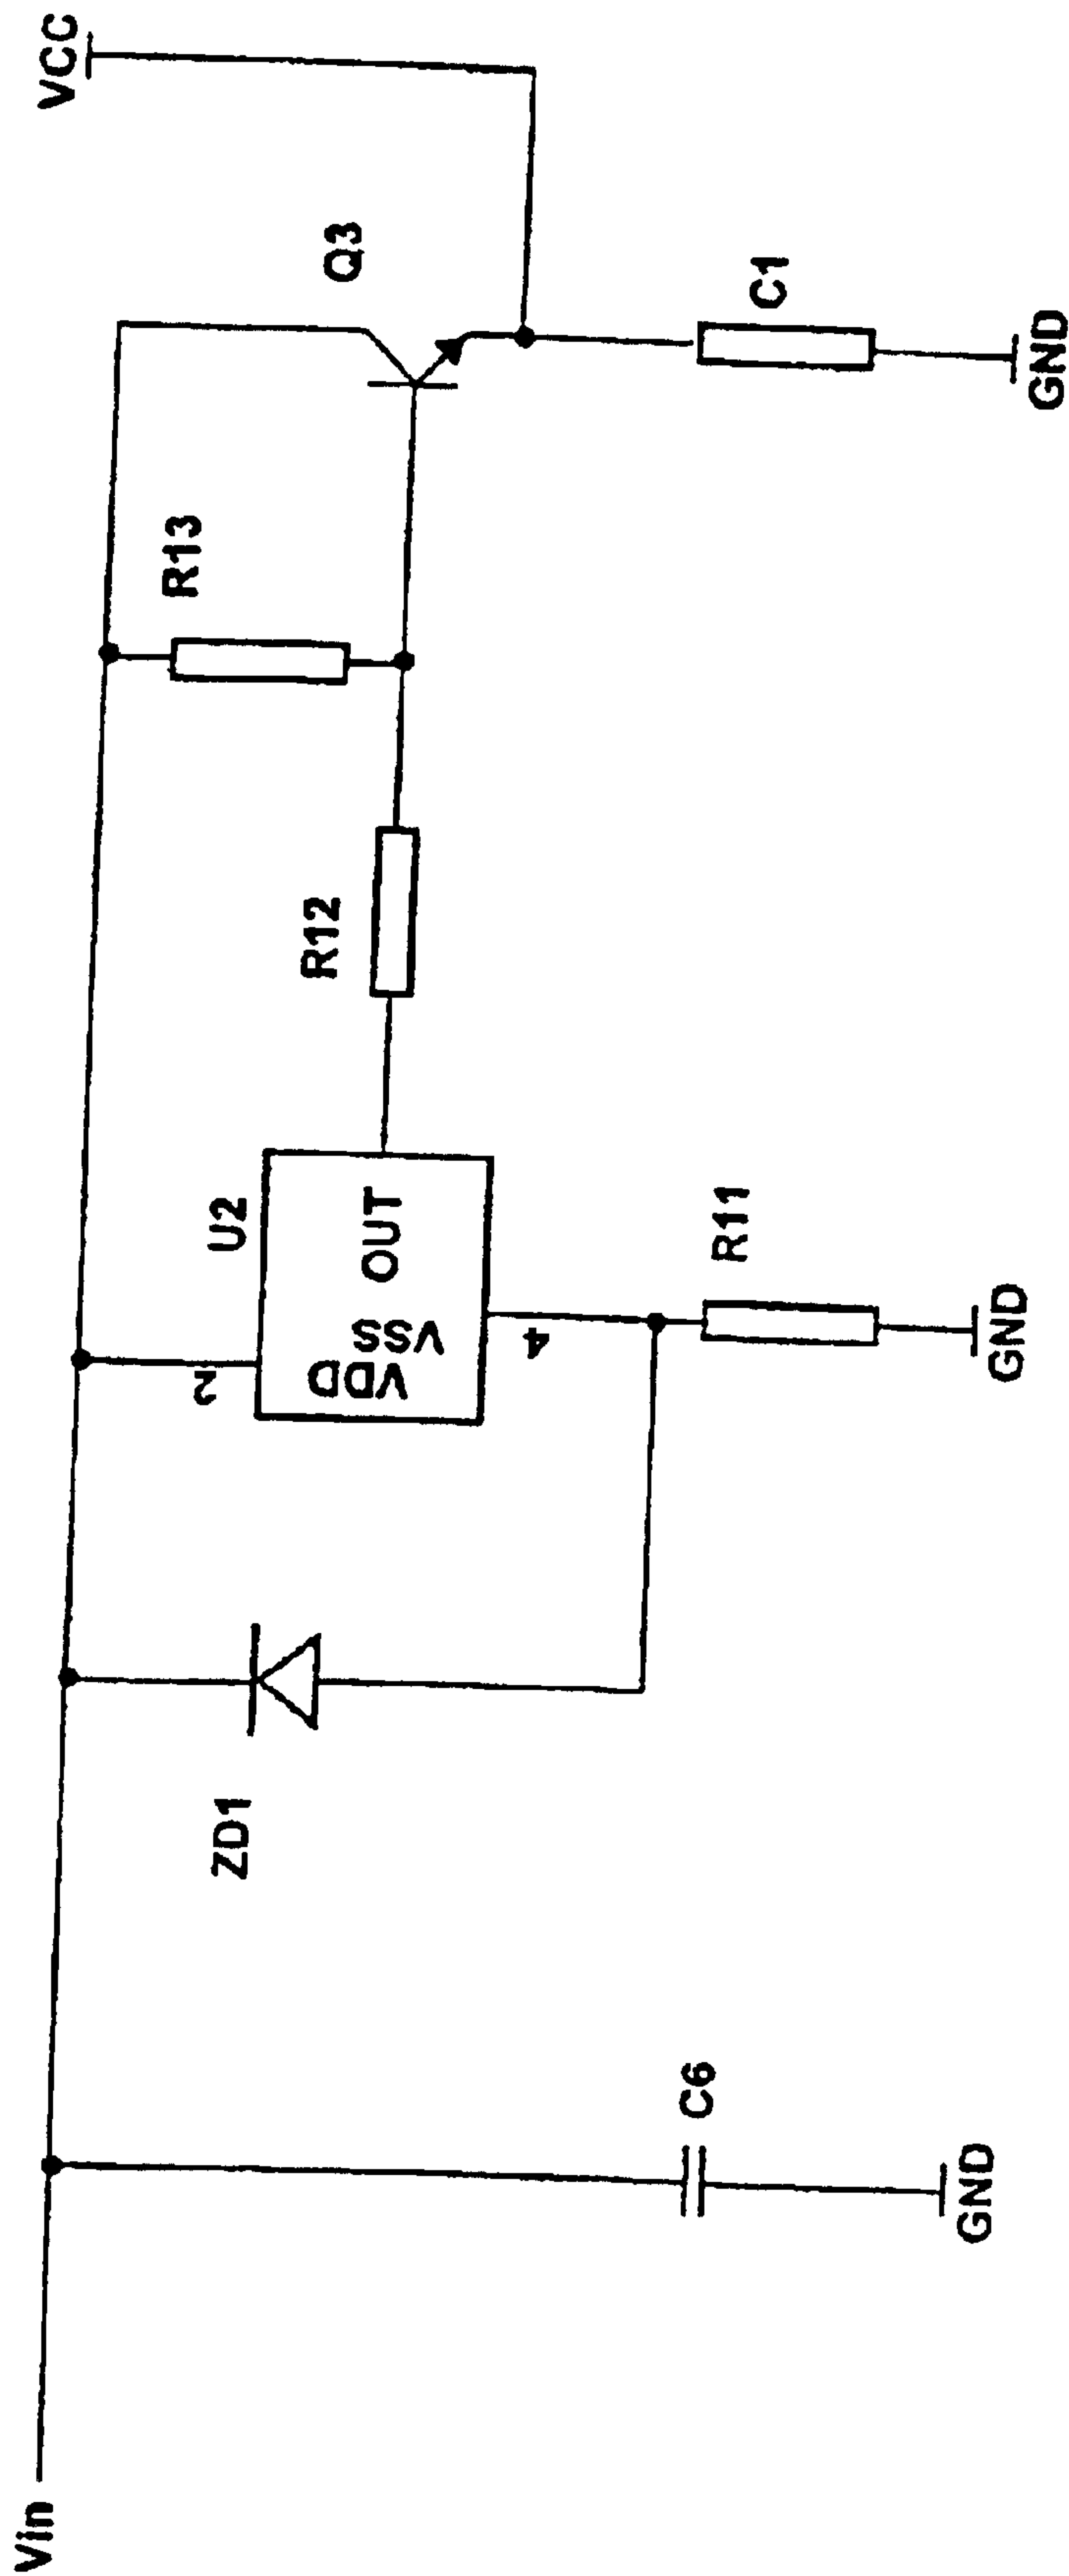 Vin
C6
GND
ZD1
2
U2
VDD
VSS
OUT
4
R11
GND
R12
R13
Q3
C1
GND
VCC